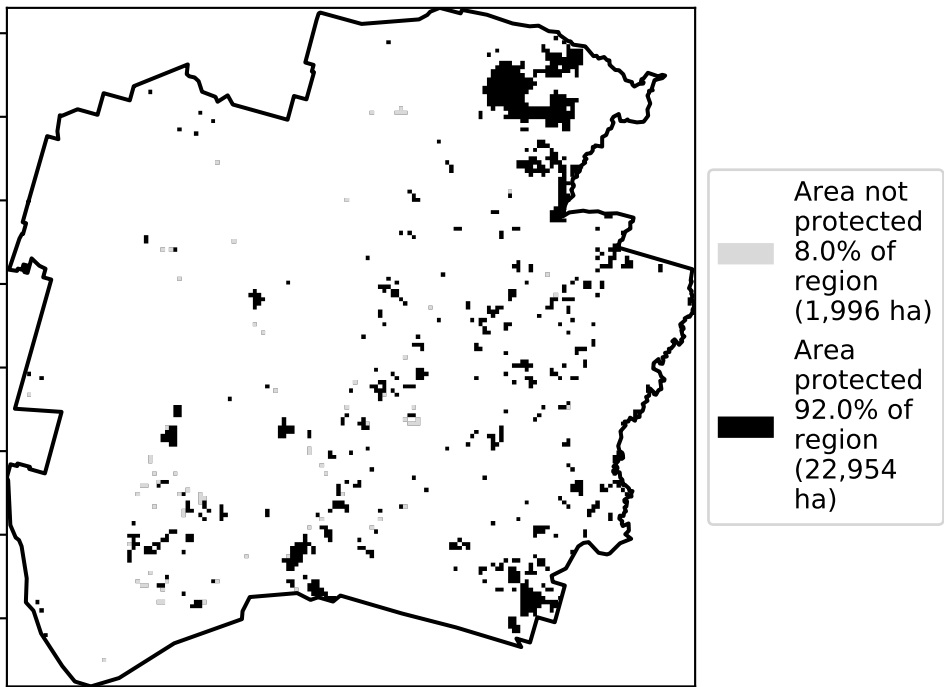 Area not
protected
8.0% of
region
(1,996 ha)
Area
protected
92.0% of
region
(22,954
ha)